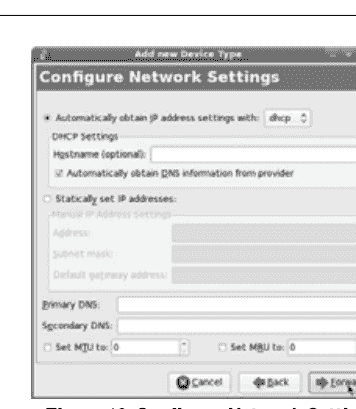 Add new Device Type
Configure Network Settings
Automatically obtain IP address settings with: dhcp
DHCP Settings
Hostname (optional):
Automatically obtain DNS information from provider
Statically set IP addresses:
Manual IP Address Settings
Address:
Subnet mask:
Default gateway address:
Primary DNS:
Secondary DNS:
Set MTU to: 0 Set MRU to: 0
Cancel Back
Configure Network